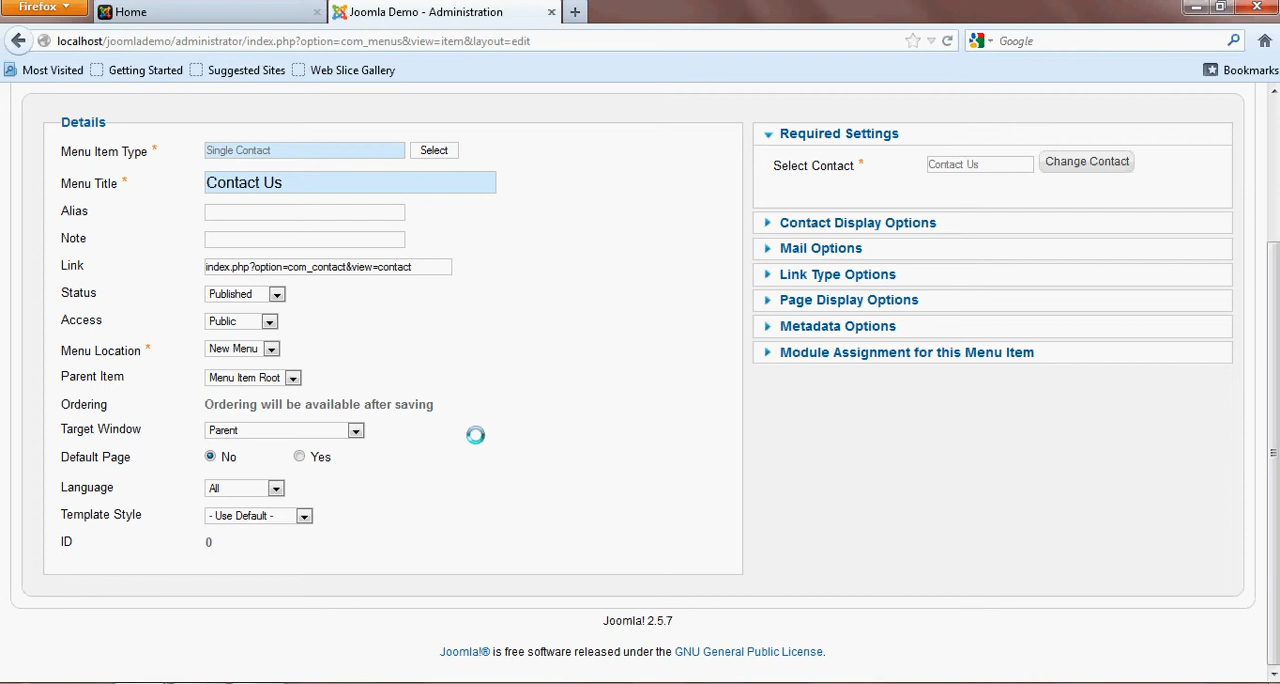 Firefox
Home
Joomla Demo - Administration
localhost/joomlademo/administrator/index.php?option=com_menus&view=item&layout=edit
Google
Most Visited
Getting Started
Suggested Sites
Web Slice Gallery
Bookmarks
Details
Menu Item Type *
Single Contact
Select
Menu Title *
Contact Us
Alias
Note
Link
index.php?option=com_contact&view=contact
Status
Published
Access
Public
Menu Location *
New Menu
Parent Item
Menu Item Root
Ordering
Ordering will be available after saving
Target Window
Parent
Default Page
No
Yes
Language
All
Template Style
- Use Default -
ID
0
Required Settings
Select Contact *
Contact Us
Change Contact
Contact Display Options
Mail Options
Link Type Options
Page Display Options
Metadata Options
Module Assignment for this Menu Item
Joomla! 2.5.7
Joomla!® is free software released under the GNU General Public License.